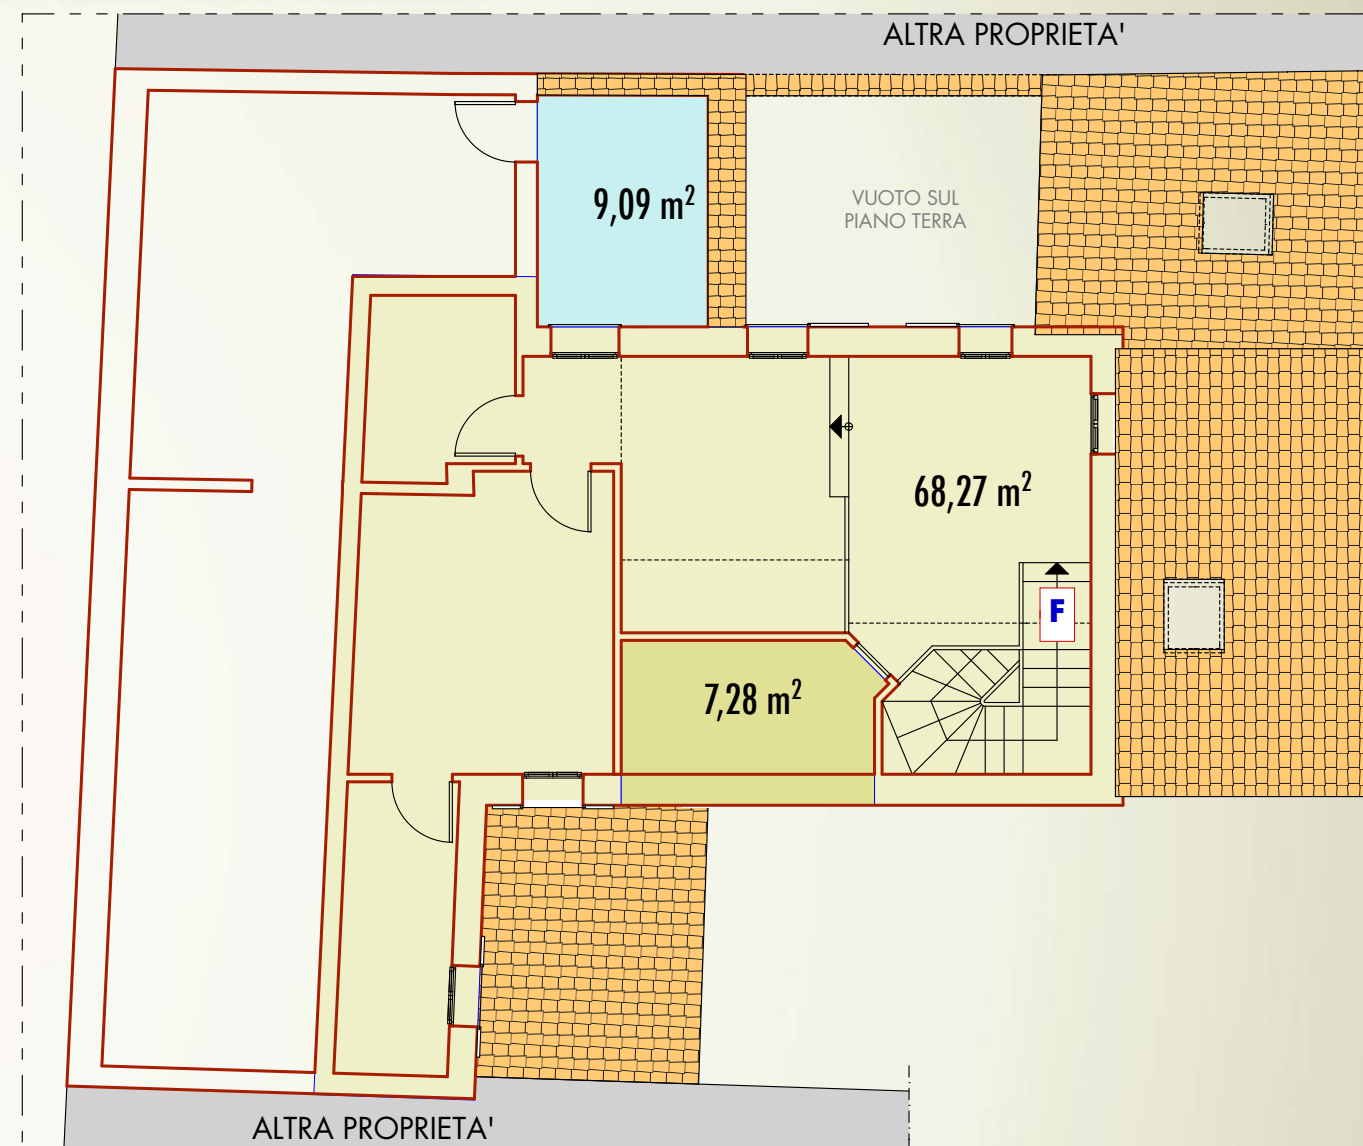 ALTRA PROPRIETA'
9,09 m²
VUOTO SUL
PIANO TERRA
68,27 m²
F
7,28 m²
ALTRA PROPRIETA'